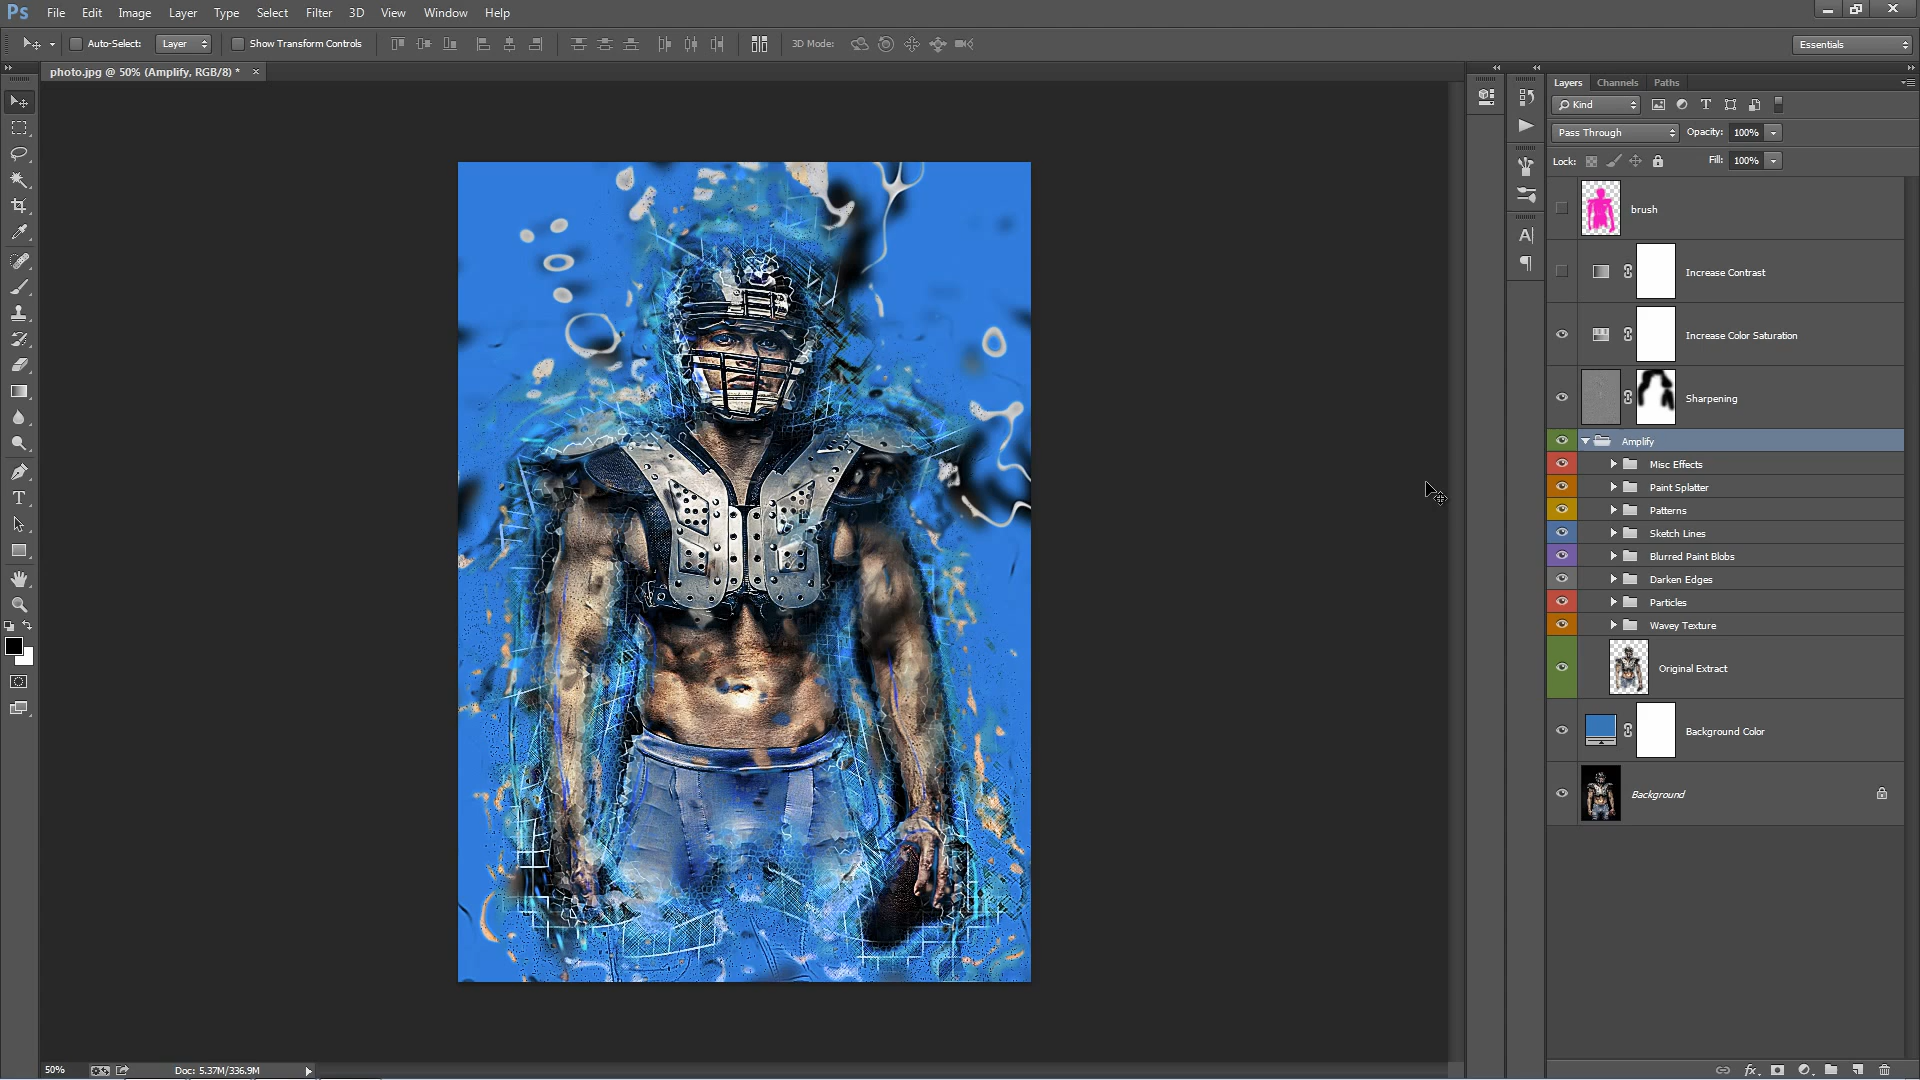 Ps File Edit Image Layer Type Select Filter 3D View Window Help
Auto-Select: Layer Show Transform Controls 3D Mode: Essentials
photo.jpg @ 50% (Amplify, RGB/8) * ×
Layers Channels Paths
Kind
Pass Through Opacity: 100%
Lock: Fill: 100%
brush
Increase Contrast
Increase Color Saturation
Sharpening
Amplify
Misc Effects
Paint Splatter
Patterns
Sketch Lines
Blurred Paint Blobs
Darken Edges
Particles
Wavey Texture
Original Extract
Background Color
Background
50% Doc: 5.37M/336.9M
fx